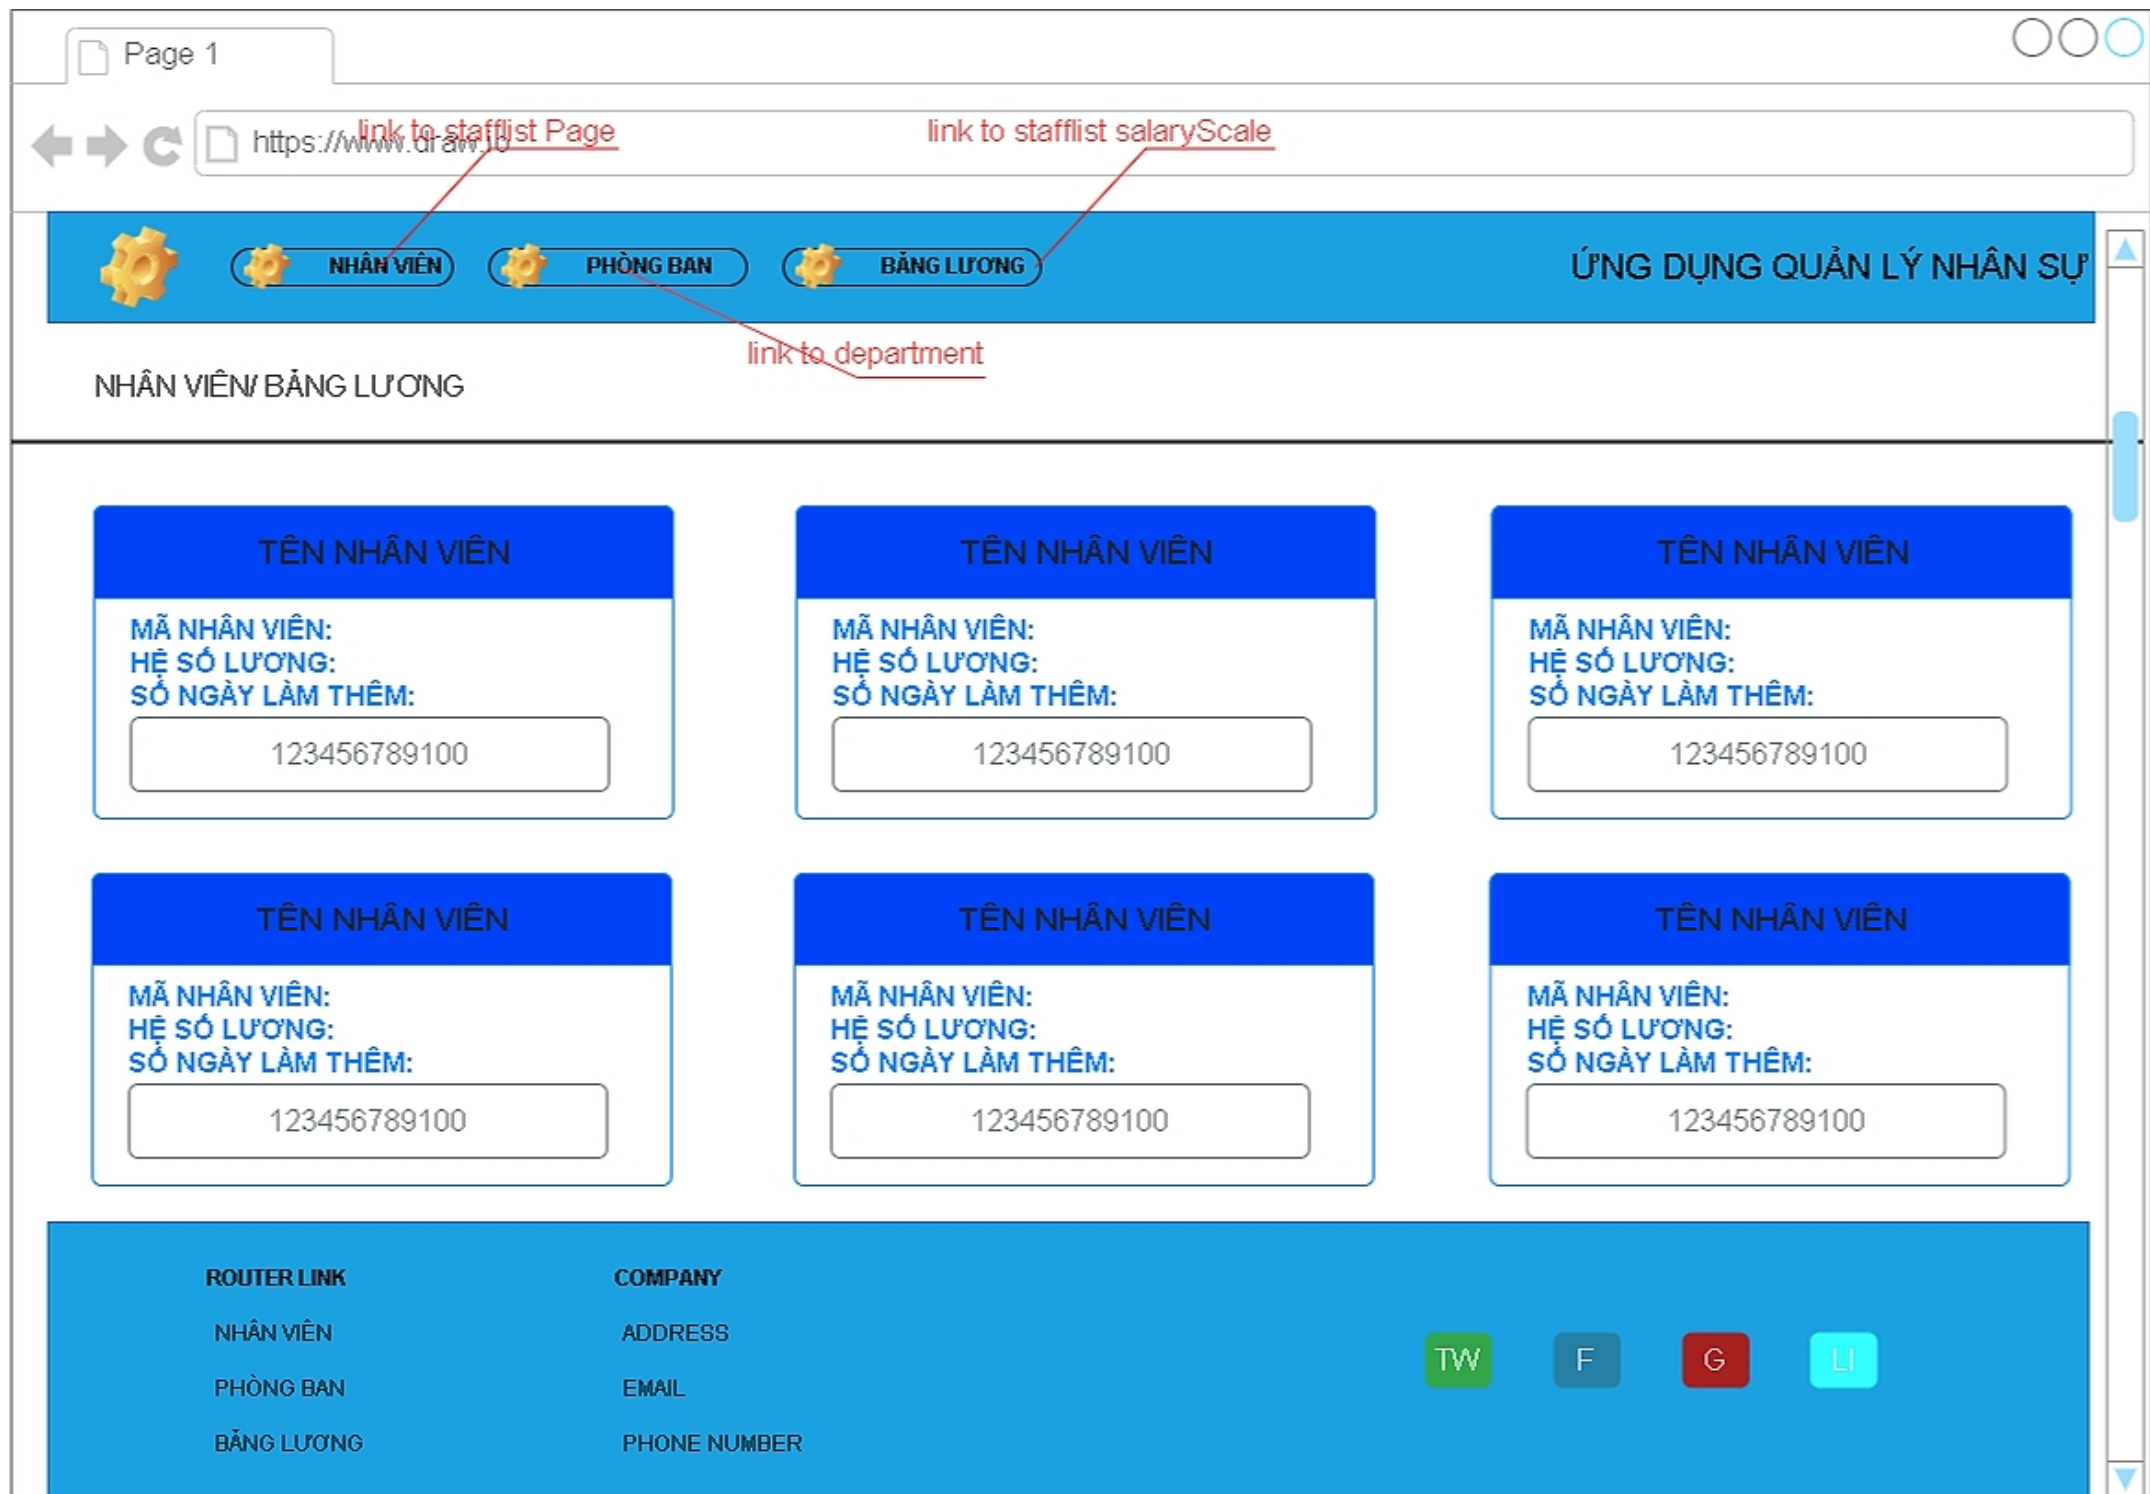 Page 1
https://www.draw.io
link to stafflist Page
link to stafflist salaryScale
NHÂN VIÊN
PHÒNG BAN
BẢNG LƯƠNG
ỨNG DỤNG QUẢN LÝ NHÂN SỰ
link to department
NHÂN VIÊN/ BẢNG LƯƠNG
TÊN NHÂN VIÊN
MÃ NHÂN VIÊN:
HỆ SỐ LƯƠNG:
SỐ NGÀY LÀM THÊM:
123456789100
TÊN NHÂN VIÊN
MÃ NHÂN VIÊN:
HỆ SỐ LƯƠNG:
SỐ NGÀY LÀM THÊM:
123456789100
TÊN NHÂN VIÊN
MÃ NHÂN VIÊN:
HỆ SỐ LƯƠNG:
SỐ NGÀY LÀM THÊM:
123456789100
TÊN NHÂN VIÊN
MÃ NHÂN VIÊN:
HỆ SỐ LƯƠNG:
SỐ NGÀY LÀM THÊM:
123456789100
TÊN NHÂN VIÊN
MÃ NHÂN VIÊN:
HỆ SỐ LƯƠNG:
SỐ NGÀY LÀM THÊM:
123456789100
TÊN NHÂN VIÊN
MÃ NHÂN VIÊN:
HỆ SỐ LƯƠNG:
SỐ NGÀY LÀM THÊM:
123456789100
ROUTER LINK
NHÂN VIÊN
PHÒNG BAN
BẢNG LƯƠNG
COMPANY
ADDRESS
EMAIL
PHONE NUMBER
TW
F
G
LI